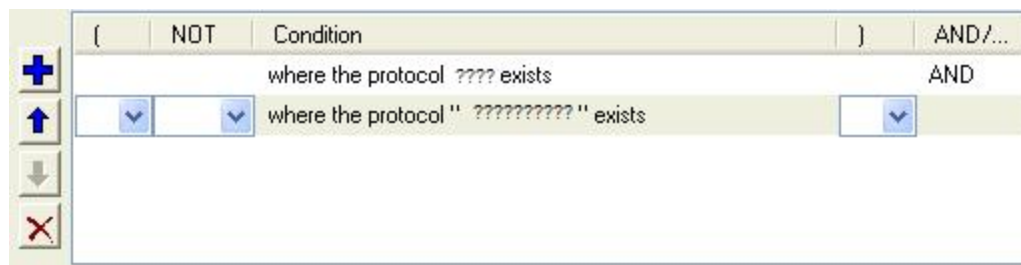 ( NOT Condition ) AND/...
where the protocol ???? exists AND
where the protocol " ?????????? " exists